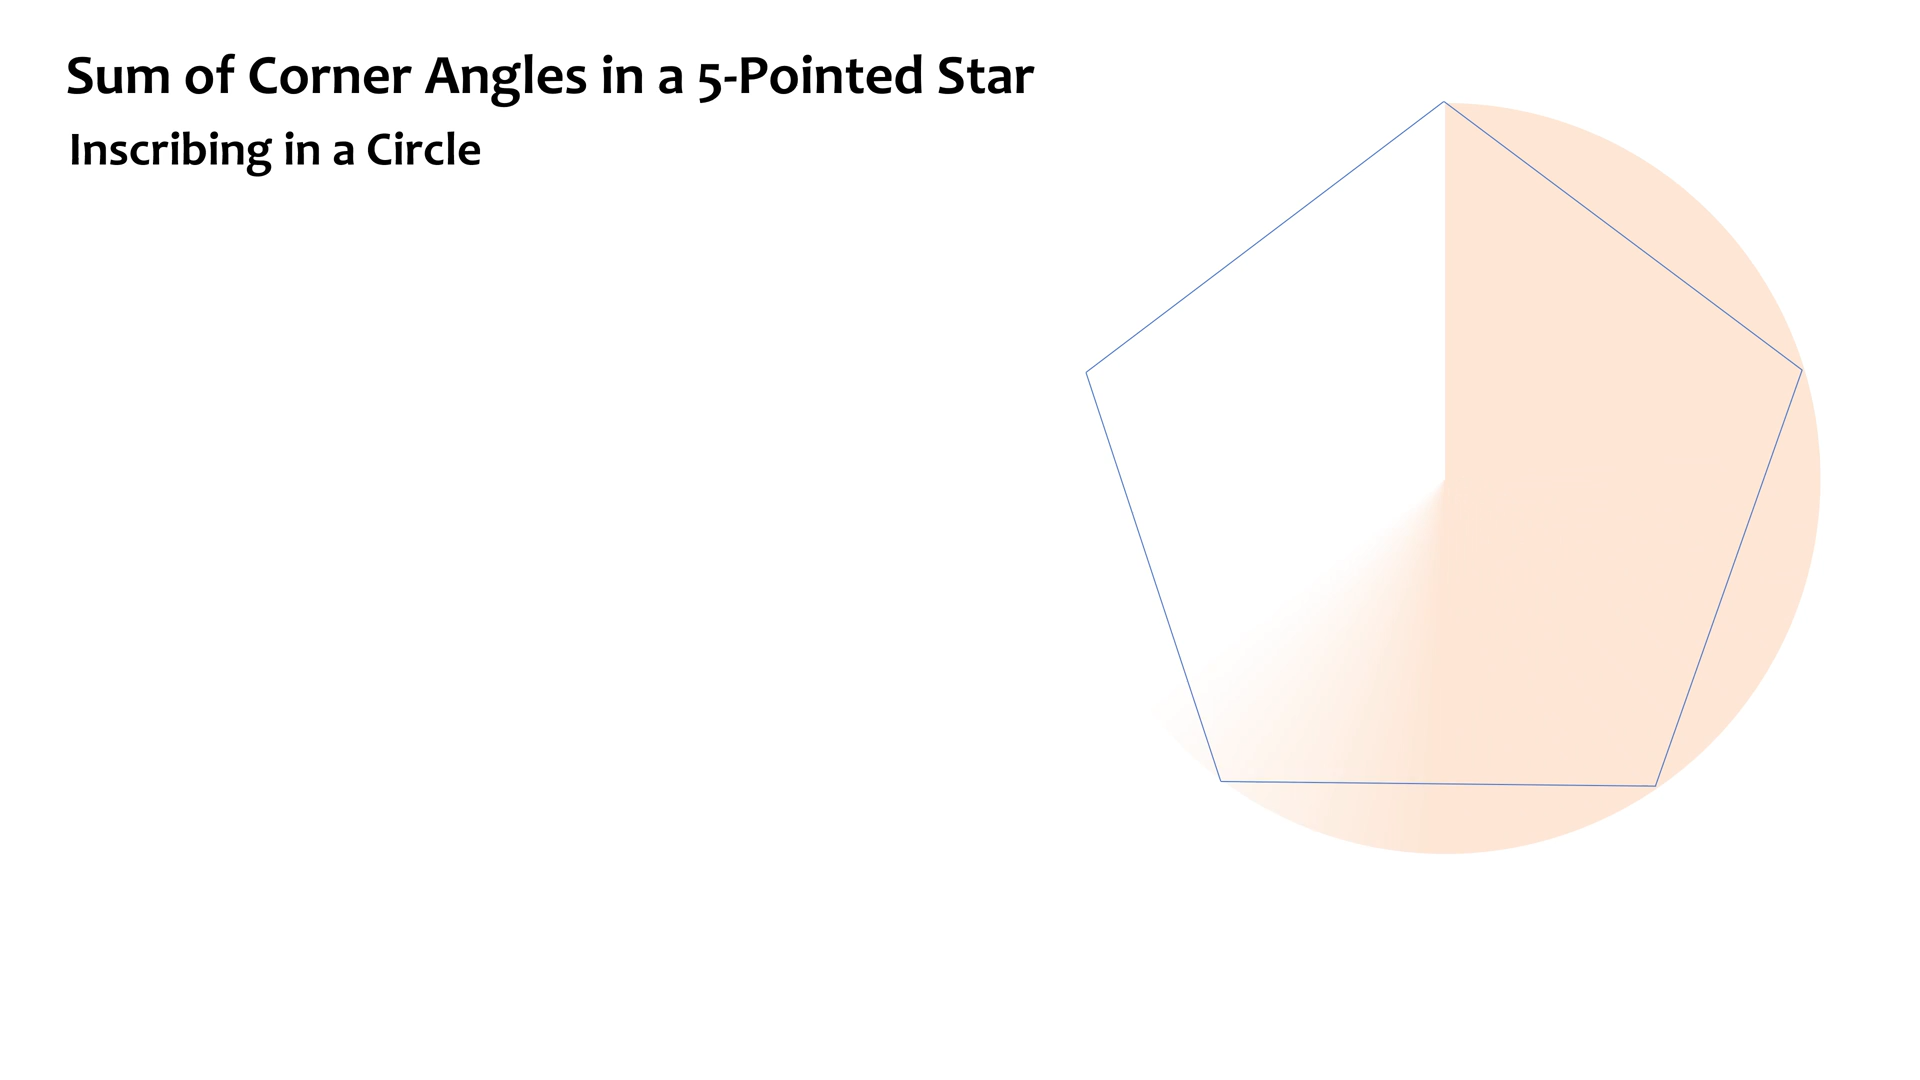 Sum of Corner Angles in a 5-Pointed Star
Inscribing in a Circle